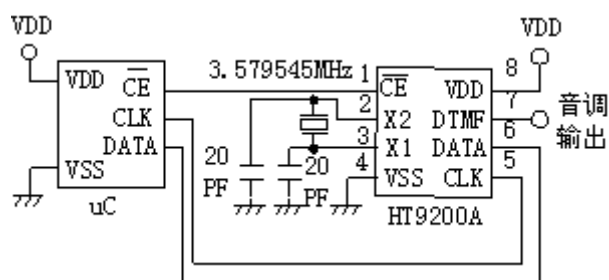 VDD
VDD
VDD CE
CLK
DATA
VSS
uC
3.579545MHz
1
2
3
4
20
PF
20
PF
CE VDD
X2 DTMF
X1 DATA
VSS CLK
HT9200A
8
7
6
5
音调
输出